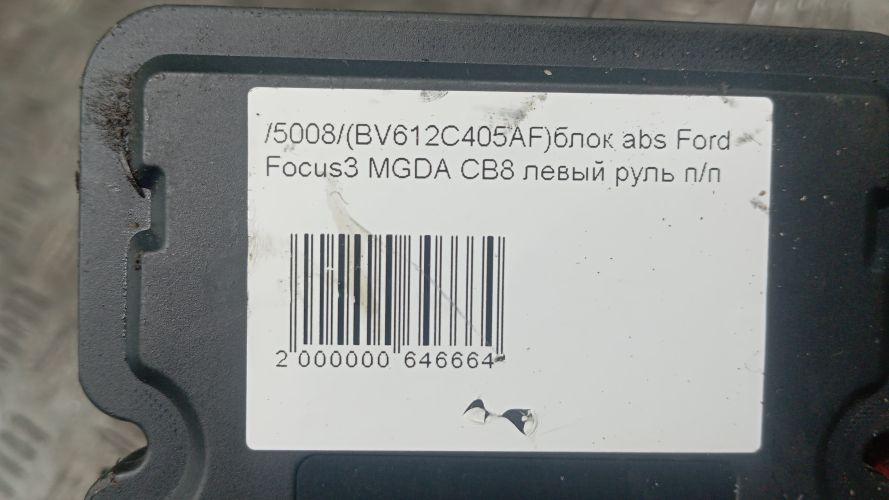 /5008/(BV612C405AF)блок abs Ford
Focus3 MGDA CB8 левый руль п/п
2 000000 646664